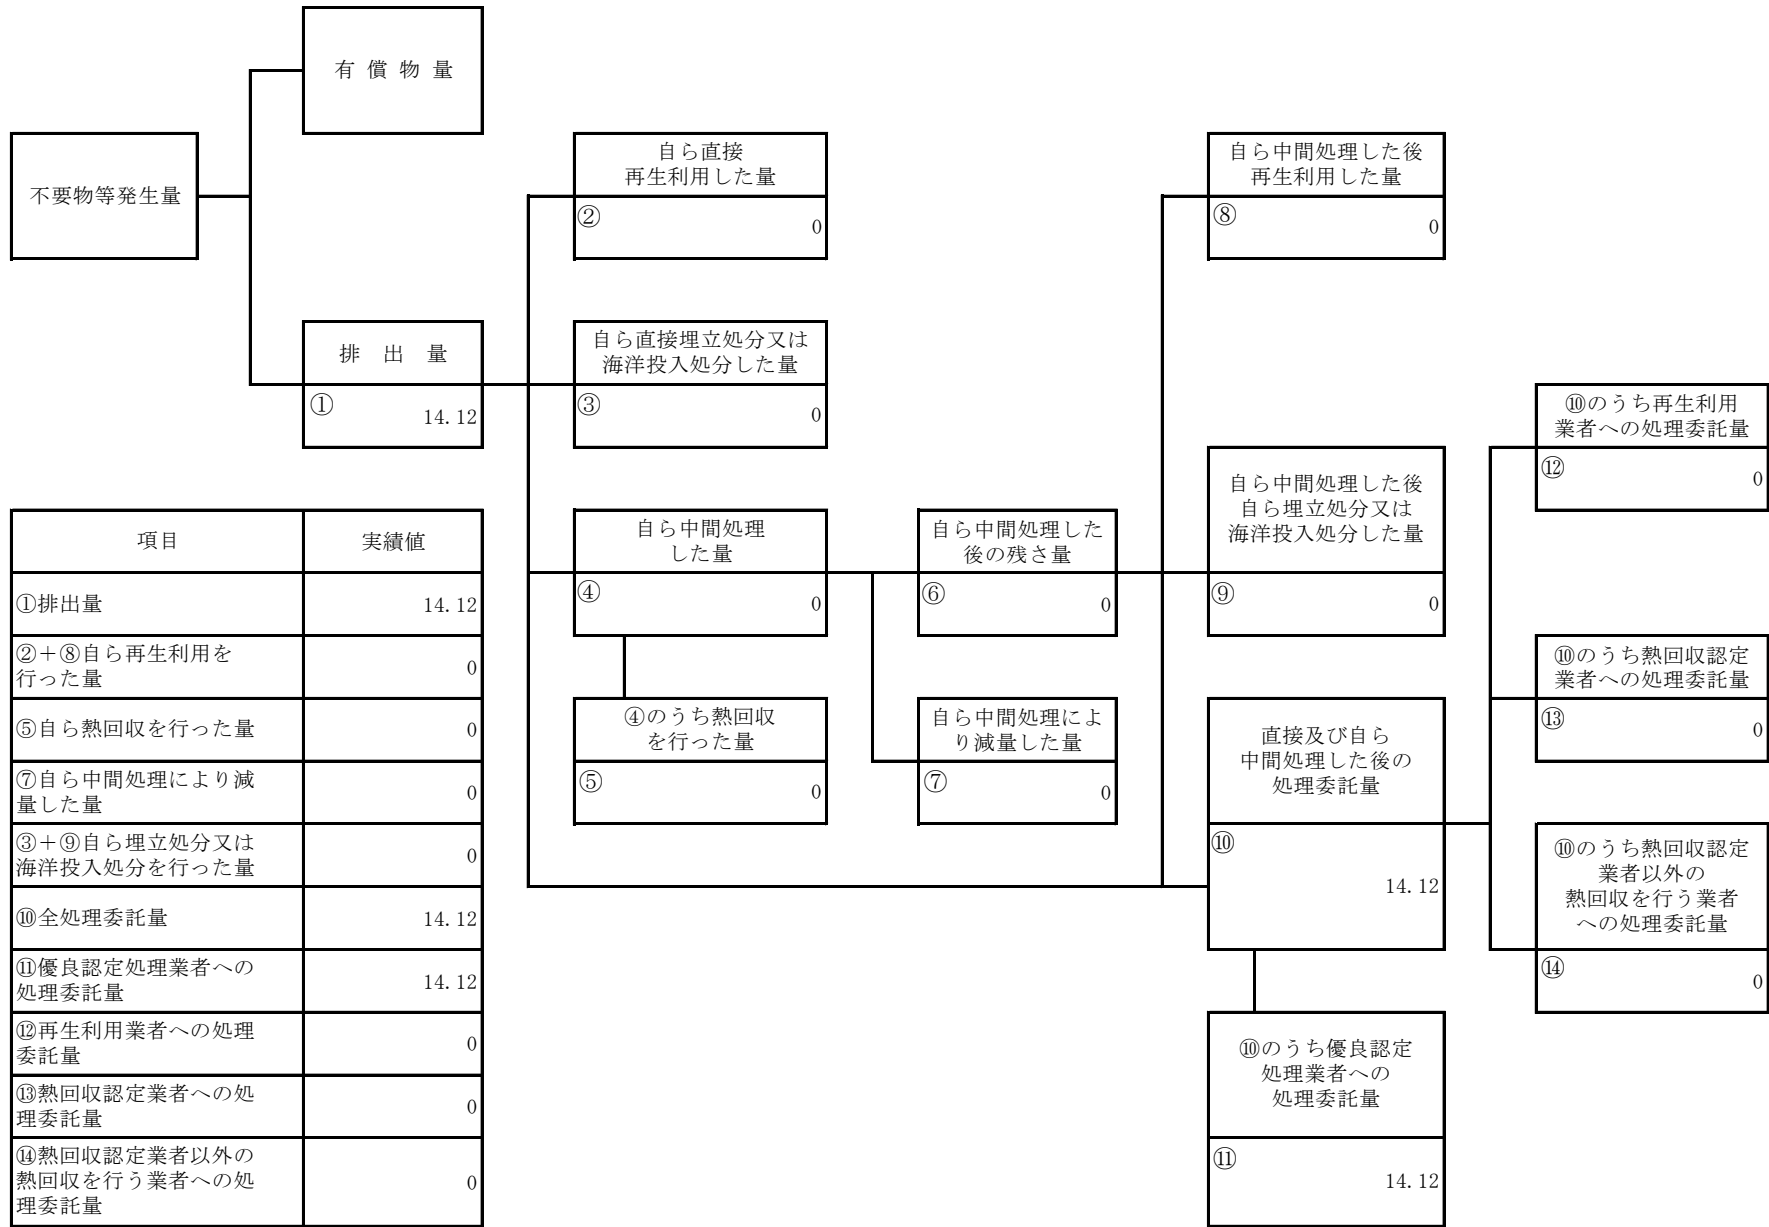 有 償 物 量
不要物等発生量
自ら直接
再生利用した量
②
0
自ら中間処理した後
再生利用した量
⑧
0
排 出 量
①
14.12
自ら直接埋立処分又は
海洋投入処分した量
③
0
⑩のうち再生利用
業者への処理委託量
⑫
0
自ら中間処理
した量
④
0
自ら中間処理した
後の残さ量
⑥
0
自ら中間処理した後
自ら埋立処分又は
海洋投入処分した量
⑨
0
⑩のうち熱回収認定
業者への処理委託量
⑬
0
④のうち熱回収
を行った量
⑤
0
自ら中間処理によ
り減量した量
⑦
0
直接及び自ら
中間処理した後の
処理委託量
⑩
14.12
⑩のうち熱回収認定
業者以外の
熱回収を行う業者
への処理委託量
⑭
0
⑩のうち優良認定
処理業者への
処理委託量
⑪
14.12
項目 実績値
①排出量 14.12
②＋⑧自ら再生利用を
行った量
0
⑤自ら熱回収を行った量 0
⑦自ら中間処理により減
量した量
0
③＋⑨自ら埋立処分又は
海洋投入処分を行った量
0
⑩全処理委託量 14.12
⑪優良認定処理業者への
処理委託量
14.12
⑫再生利用業者への処理
委託量
0
⑬熱回収認定業者への処
理委託量
0
⑭熱回収認定業者以外の
熱回収を行う業者への処
理委託量
0